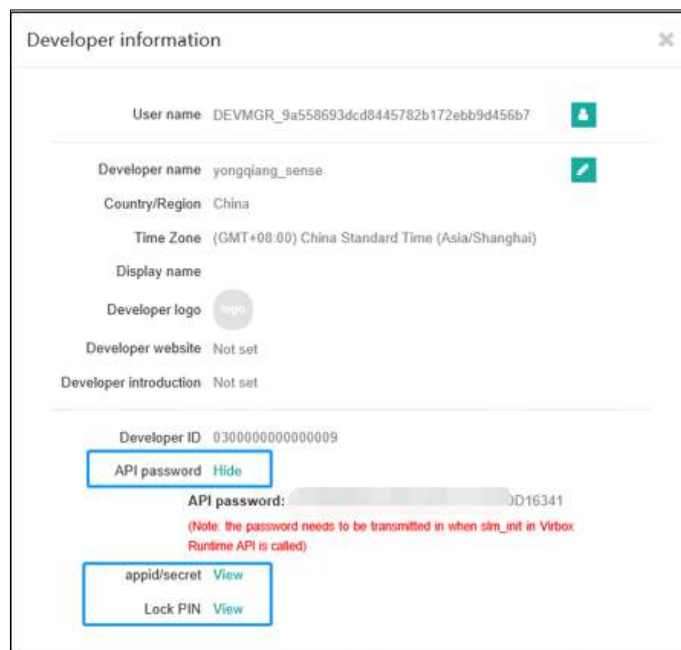 Developer information
User name DEVMGR_9a558693dcd8445782b172ebb9d456b7
Developer name yongqiang_sense
Country/Region China
Time Zone (GMT+08:00) China Standard Time (Asia/Shanghai)
Display name
Developer logo logo
Developer website Not set
Developer introduction Not set
Developer ID 0300000000000009
API password Hide
API password: 0D16341
(Note: the password needs to be transmitted in when slm_init in Virbox
Runtime API is called)
appid/secret View
Lock PIN View